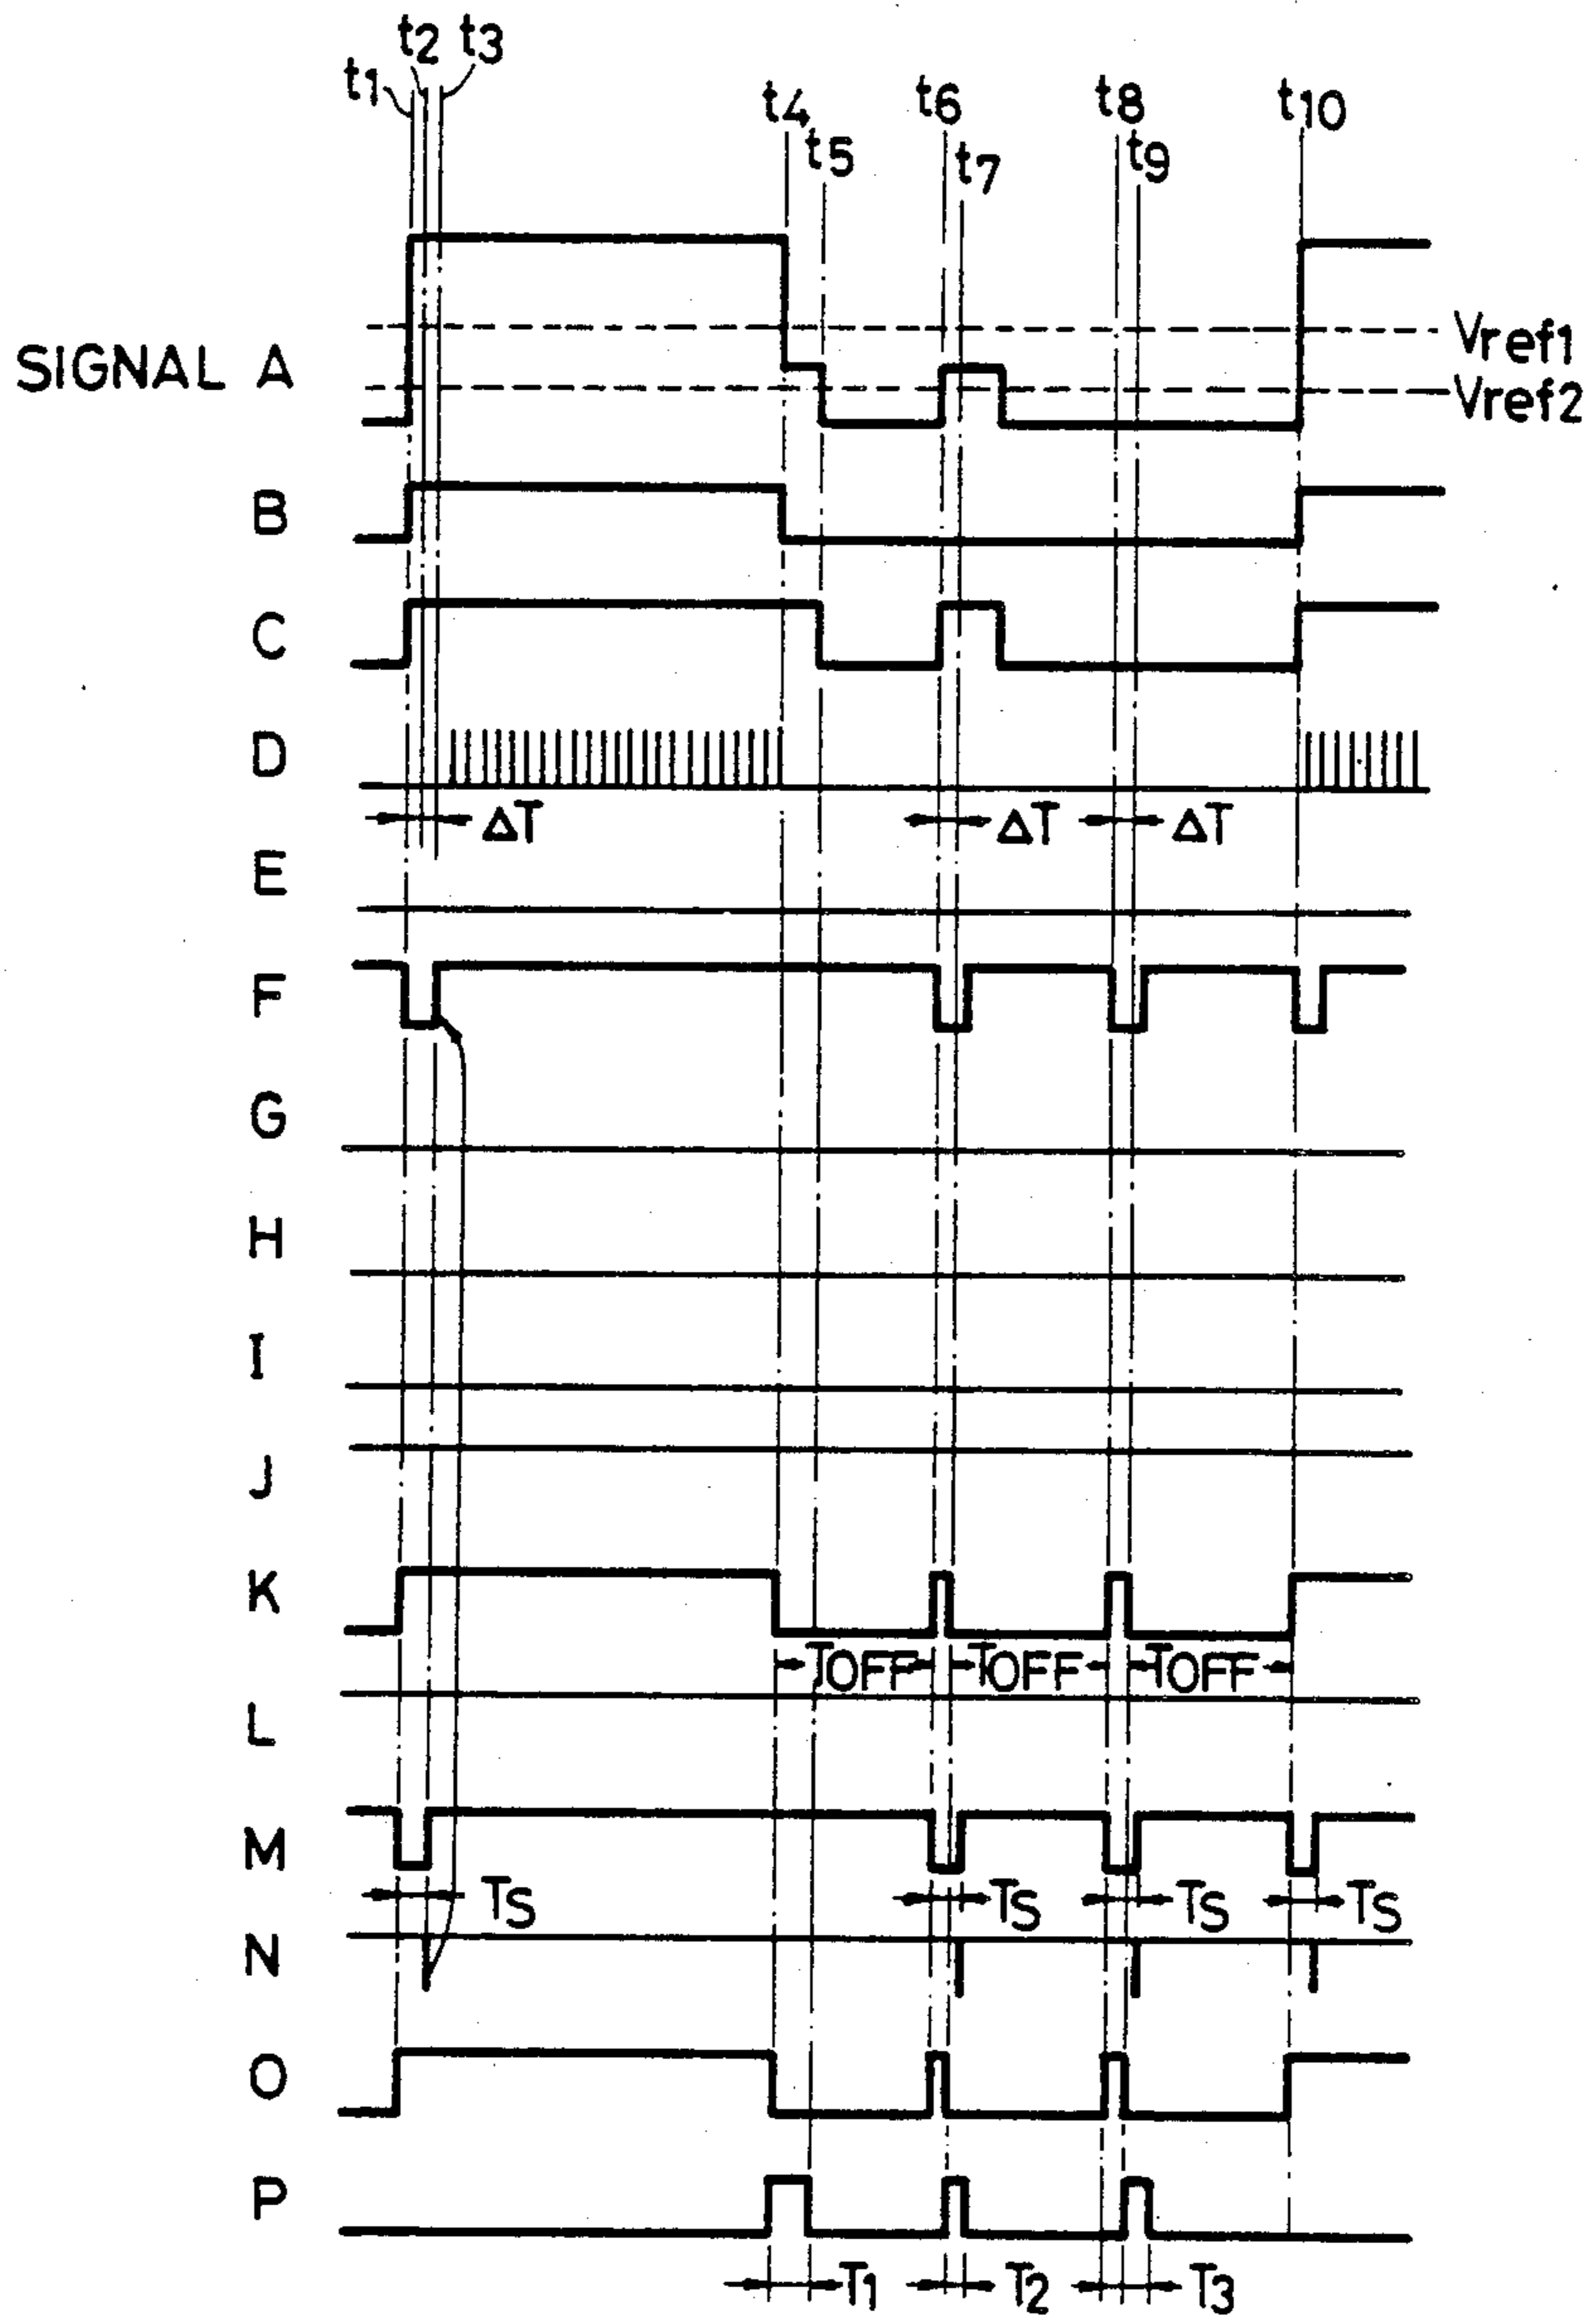 t1 t2 t3 t4 t5 t6 t7 t8 t9 t10
SIGNAL A
Vref1
Vref2
B
C
D
ΔT ΔT ΔT
E
F
G
H
I
J
K
TOFF TOFF TOFF
L
M
TS TS TS TS
N
O
P
T1 T2 T3